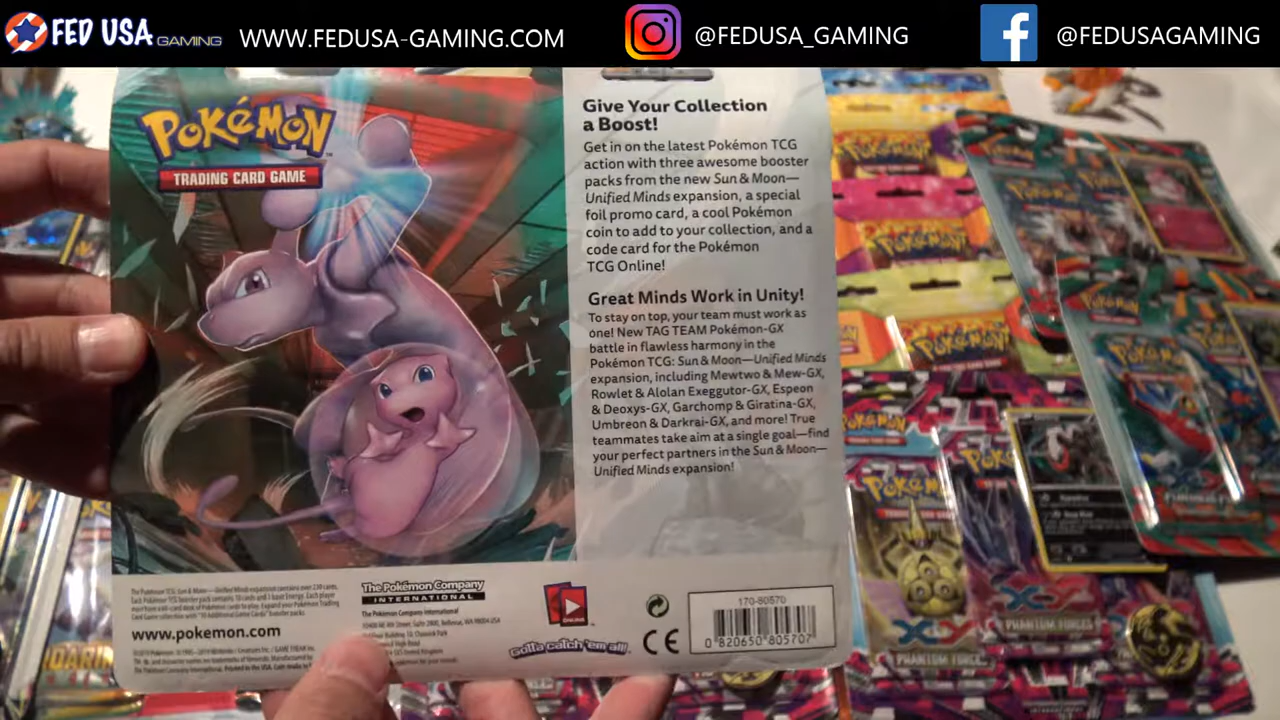 FED USA
GAMING
WWW.FEDUSA-GAMING.COM
@FEDUSA_GAMING
@FEDUSAGAMING
POKéMON
TRADING CARD GAME
Give Your Collection
a Boost!
Get in on the latest Pokémon TCG
action with three awesome booster
packs from the new Sun & Moon—
Unified Minds expansion, a special
foil promo card, a cool Pokémon
coin to add to your collection, and a
code card for the Pokémon
TCG Online!
Great Minds Work in Unity!
To stay on top, your team must work as
one! New TAG TEAM Pokémon-GX
battle in flawless harmony in the
Pokémon TCG: Sun & Moon—Unified Minds
expansion, including Mewtwo & Mew-GX,
Rowlet & Alolan Exeggutor-GX, Espeon
& Deoxys-GX, Garchomp & Giratina-GX,
Umbreon & Darkrai-GX, and more! True
teammates take aim at a single goal—find
your perfect partners in the Sun & Moon—
Unified Minds expansion!
www.pokemon.com
The Pokémon Company
INTERNATIONAL
The Pokémon Company International
ONLINE
Gotta catch 'em all!
CE
170-80570
0 820650 805707
POKéMON
POKéMON
POKéMON
POKéMON
POKéMON
XY
PHANTOM FORCES
XY
PHANTOM FORCES